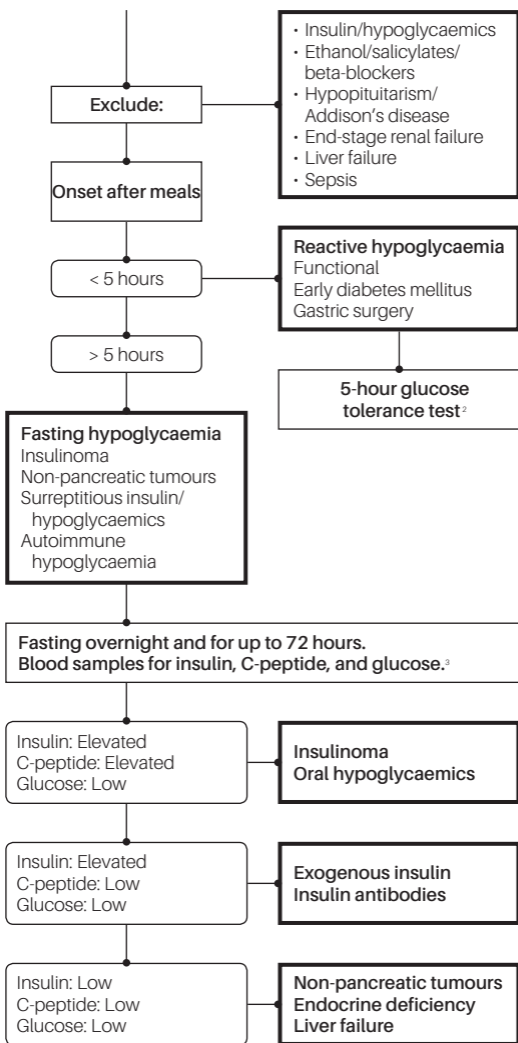 • Insulin/hypoglycaemics
• Ethanol/salicylates/
beta-blockers
• Hypopituitarism/
Addison's disease
• End-stage renal failure
• Liver failure
• Sepsis
Exclude:
Onset after meals
< 5 hours
Reactive hypoglycaemia
Functional
Early diabetes mellitus
Gastric surgery
> 5 hours
5-hour glucose
tolerance test²
Fasting hypoglycaemia
Insulinoma
Non-pancreatic tumours
Surreptitious insulin/
hypoglycaemics
Autoimmune
hypoglycaemia
Fasting overnight and for up to 72 hours.
Blood samples for insulin, C-peptide, and glucose.³
Insulin: Elevated
C-peptide: Elevated
Glucose: Low
Insulinoma
Oral hypoglycaemics
Insulin: Elevated
C-peptide: Low
Glucose: Low
Exogenous insulin
Insulin antibodies
Insulin: Low
C-peptide: Low
Glucose: Low
Non-pancreatic tumours
Endocrine deficiency
Liver failure